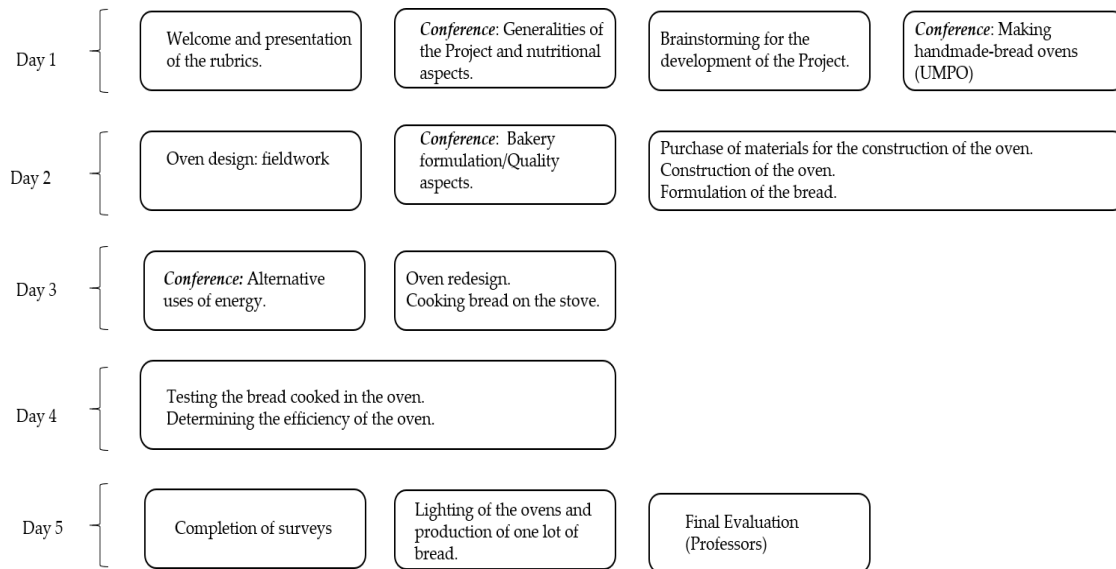 Day 1
Welcome and presentation
of the rubrics.
Conference: Generalities
of the Project and nutritional
aspects.
Brainstorming for the
development of the Project.
Conference: Making
handmade-bread ovens
(UMPO)
Day 2
Oven design: fieldwork
Conference: Bakery
formulation/Quality
aspects.
Purchase of materials for the construction of the oven.
Construction of the oven.
Formulation of the bread.
Day 3
Conference: Alternative
uses of energy.
Oven redesign.
Cooking bread on the stove.
Day 4
Testing the bread cooked in the oven.
Determining the efficiency of the oven.
Day 5
Completion of surveys
Lighting of the ovens and
production of one lot of
bread.
Final Evaluation
(Professors)